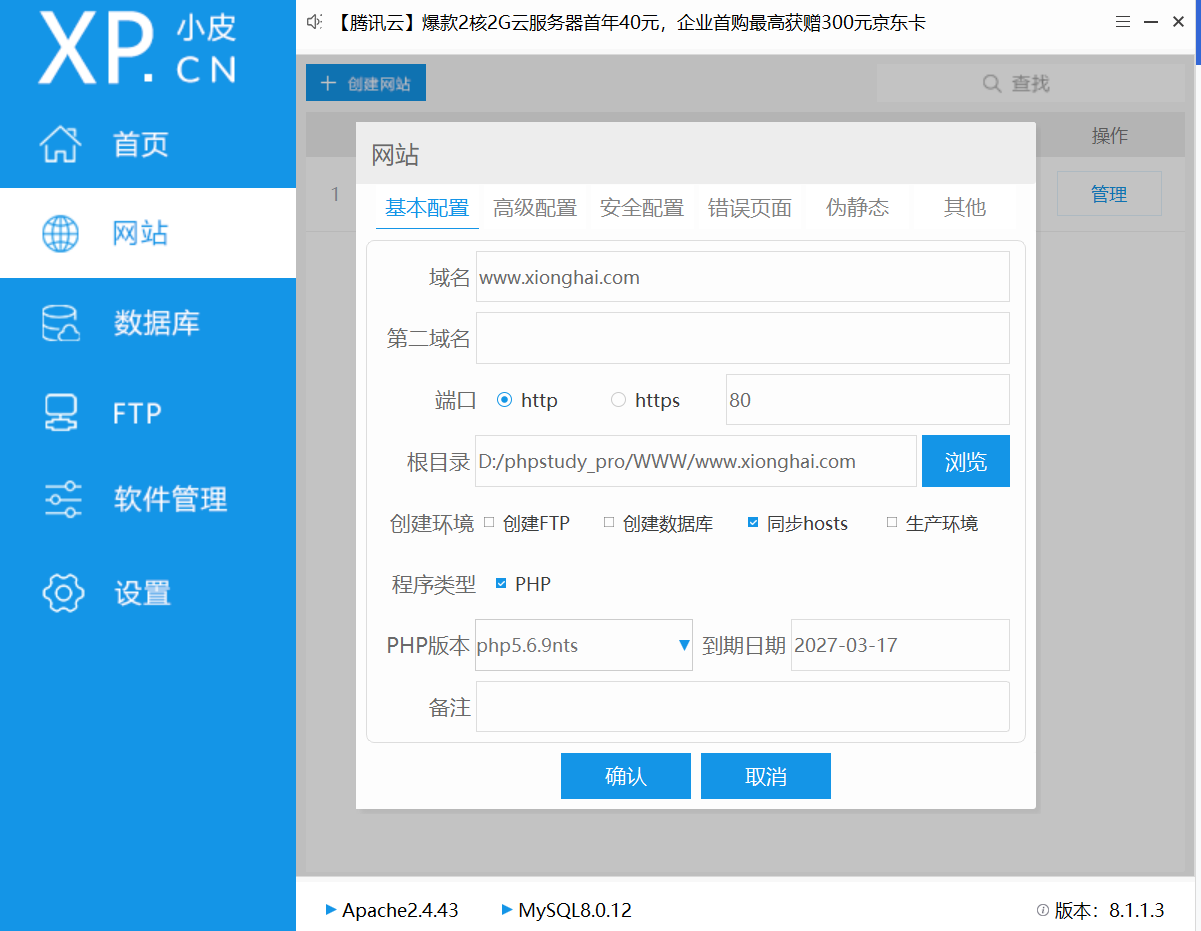 XP.小皮CN
【腾讯云】爆款2核2G云服务器首年40元，企业首购最高获赠300元京东卡
首页
网站
数据库
FTP
软件管理
设置
创建网站
查找
操作
1
管理
网站
基本配置 高级配置 安全配置 错误页面 伪静态 其他
域名 www.xionghai.com
第二域名
端口 http https 80
根目录 D:/phpstudy_pro/WWW/www.xionghai.com 浏览
创建环境 创建FTP 创建数据库 同步hosts 生产环境
程序类型 PHP
PHP版本 php5.6.9nts 到期日期 2027-03-17
备注
确认 取消
Apache2.4.43 MySQL8.0.12 版本：8.1.1.3